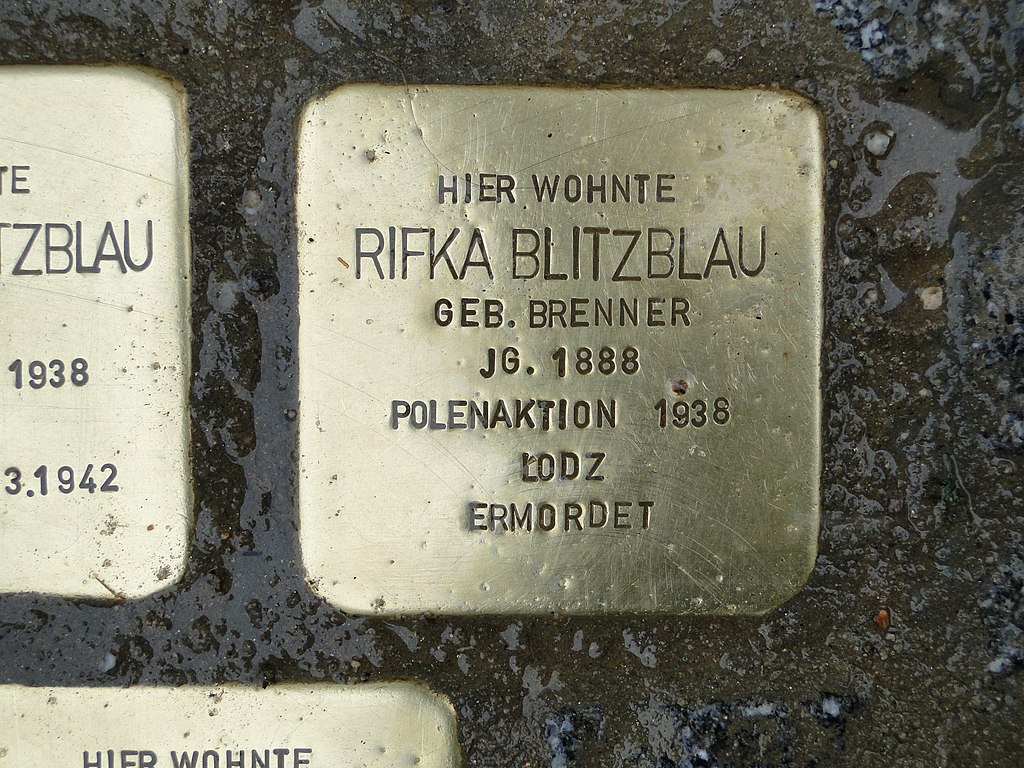 TE
TZBLAU
1938
3.1942
HIER WOHNTE
RIFKA BLITZBLAU
GEB. BRENNER
JG. 1888
POLENAKTION 1938
ŁODZ
ERMORDET
HIER WOHNTE